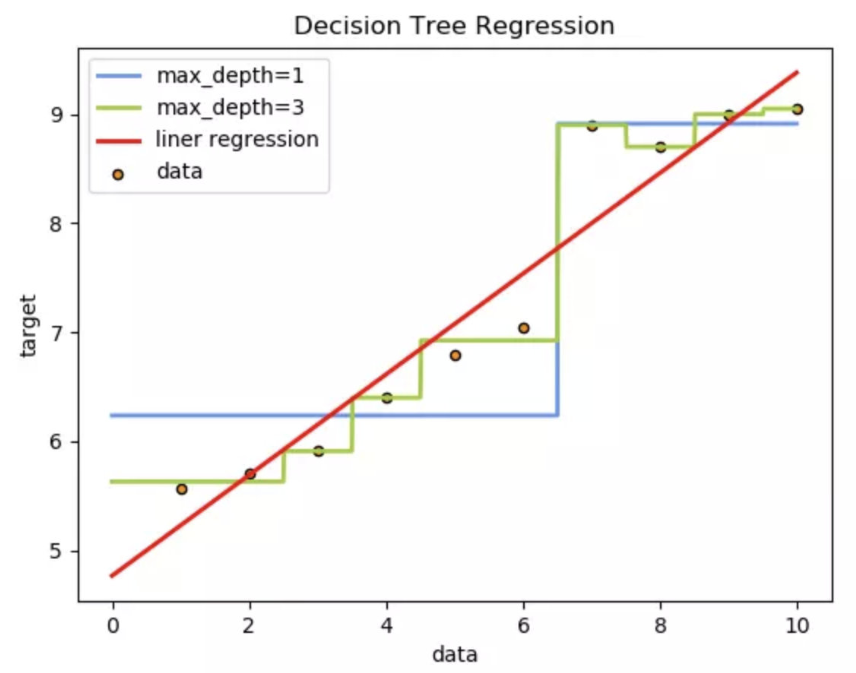 Decision Tree Regression
max_depth=1
max_depth=3
liner regression
data
9
8
7
6
5
target
0 2 4 6 8 10
data